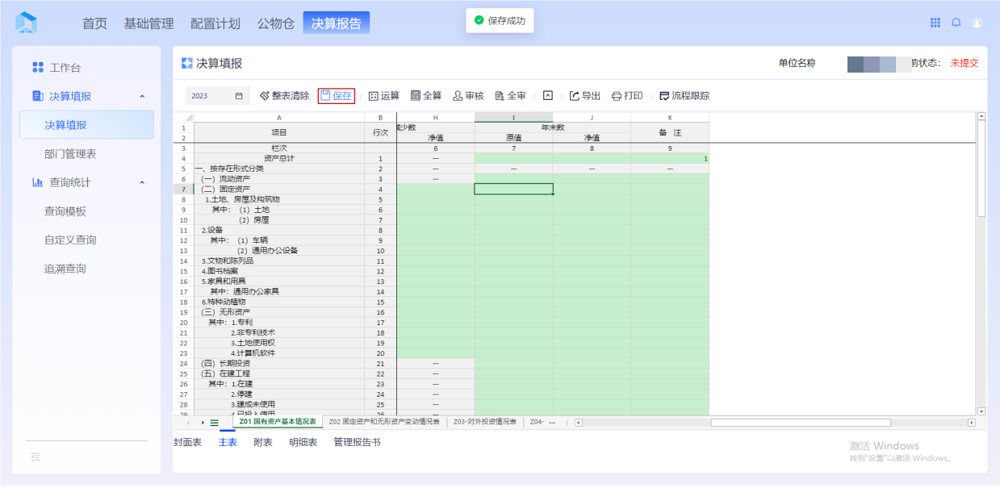 首页 基础管理 配置计划 公物仓 决算报告
保存成功
工作台
决算填报
决算填报
部门管理表
查询统计
查询模板
自定义查询
追溯查询
决算填报
单位名称
前状态： 未提交
2023 整表清除 保存 运算 全算 审核 全审 导出 打印 流程跟踪
A B H I J K
1 项目 行次 减少数 年末数 备 注
2 净值 原值 净值
3 栏次 6 7 8 9
4 资产总计 1 — 1
5 一、按存在形式分类 2 — — — —
6 （一）流动资产 3 —
7 （二）固定资产 4
8 1.土地、房屋及构筑物 5
9 其中：（1）土地 6
10 （2）房屋 7
11 2.设备 8
12 其中：（1）车辆 9
13 （2）通用办公设备 10
14 3.文物和陈列品 11
15 4.图书档案 12
16 5.家具和用具 13
17 其中：通用办公家具 14
18 6.特种动植物 15
19 （三）无形资产 16
20 其中：1.专利 17
21 2.非专利技术 18
22 3.土地使用权 19
23 4.计算机软件 20
24 （四）长期投资 21 —
25 （五）在建工程 22 —
26 其中：1.在建 23 —
27 2.停建 24 —
28 3.建成未使用 25 —
29 4.已投入使用 26 —
Z01 国有资产基本情况表 Z02 固定资产和无形资产变动情况表 Z03-对外投资情况表 Z04- ...
封面表 主表 附表 明细表 管理报告书
激活 Windows
转到"设置"以激活 Windows。